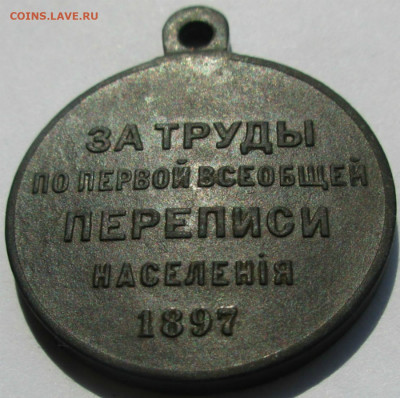 COINS.LAVE.RU
ЗА ТРУДЫ
ПО ПЕРВОЙ ВСЕОБЩЕЙ
ПЕРЕПИСИ
НАСЕЛЕНІЯ
1897